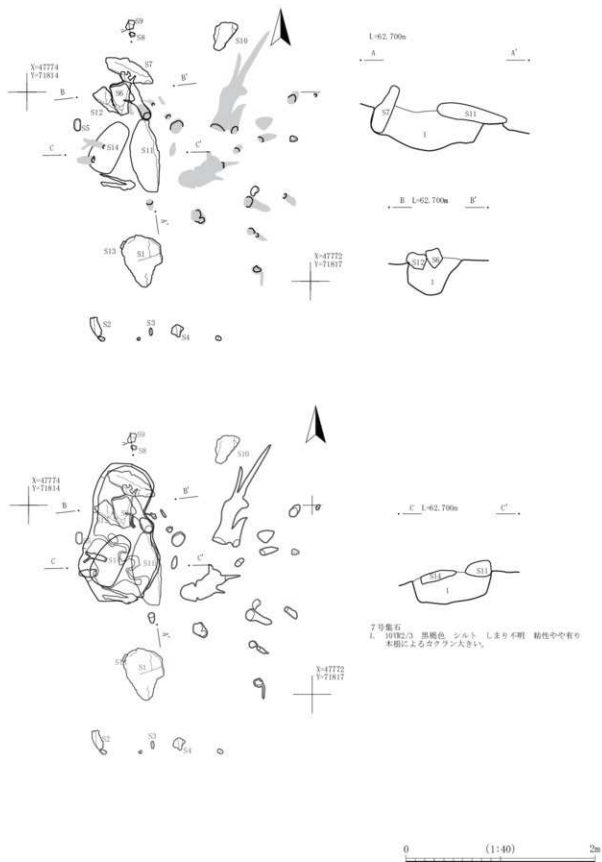 S9
S8
S10
X=47774
Y=71814
S7
B
B'
S6
S12
S5
S14
S11
C
C'
A'
S13
S1
X=47772
Y=71817
S2
S3
S4
L=62.700m
A
A'
S7
S11
I
B L=62.700m B'
S12
S6
I
S9
S8
S10
X=47774
Y=71814
B
B'
C
C'
S11
S1
X=47772
Y=71817
S2
S3
S4
C L=62.700m C'
S14
S11
I
7号集石
I. 10YR2/3 黒褐色 シルト しまり不明 粘性やや有り
木根によるカクラン大きい。
0 (1:40) 2m